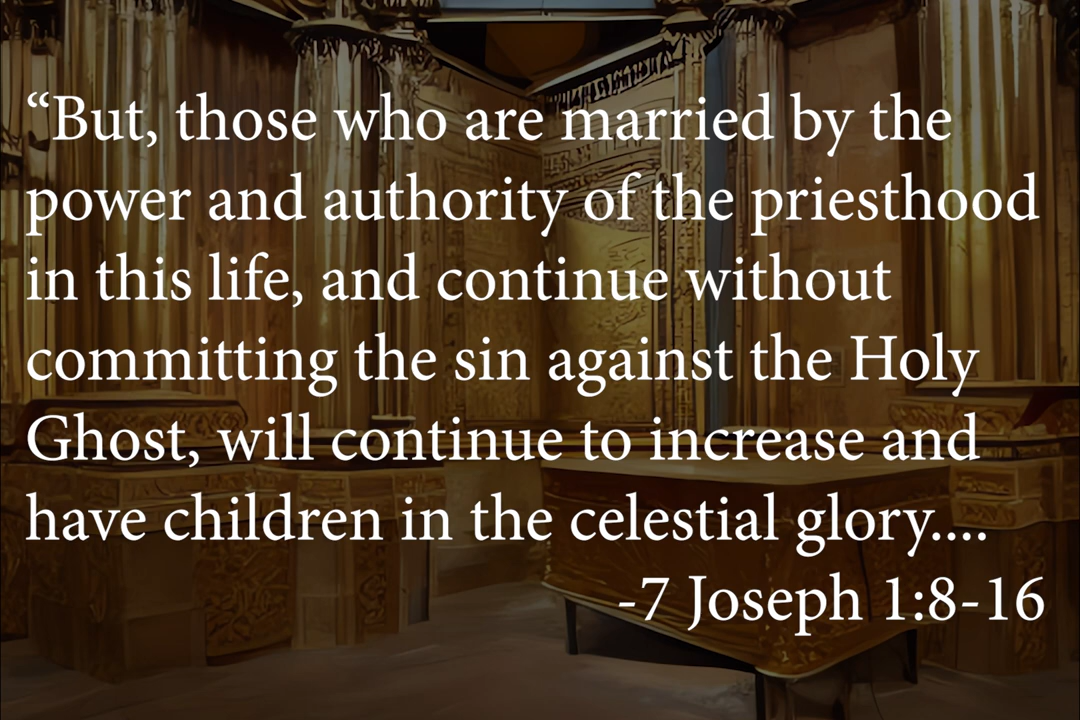 “But, those who are married by the
power and authority of the priesthood
in this life, and continue without
committing the sin against the Holy
Ghost, will continue to increase and
have children in the celestial glory....
-7 Joseph 1:8-16